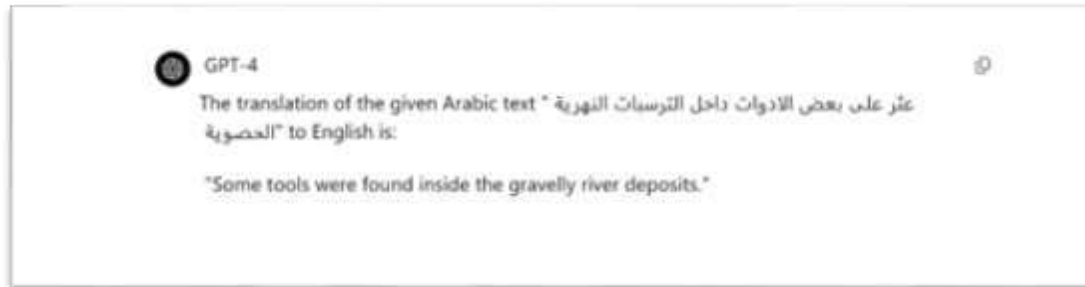 GPT-4
The translation of the given Arabic text "عثر على بعض الادوات داخل الترسبات النهرية
الحصوية" to English is:
"Some tools were found inside the gravelly river deposits."